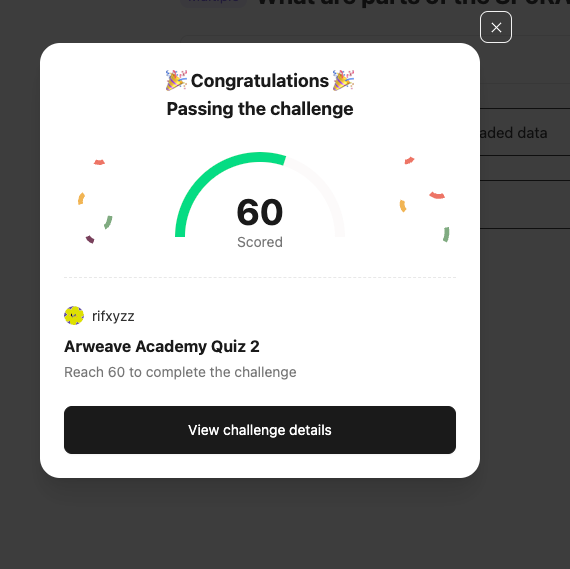 What are parts of the
🎉 Congratulations 🎉
Passing the challenge
aded data
60
Scored
rifxyzz
Arweave Academy Quiz 2
Reach 60 to complete the challenge
View challenge details